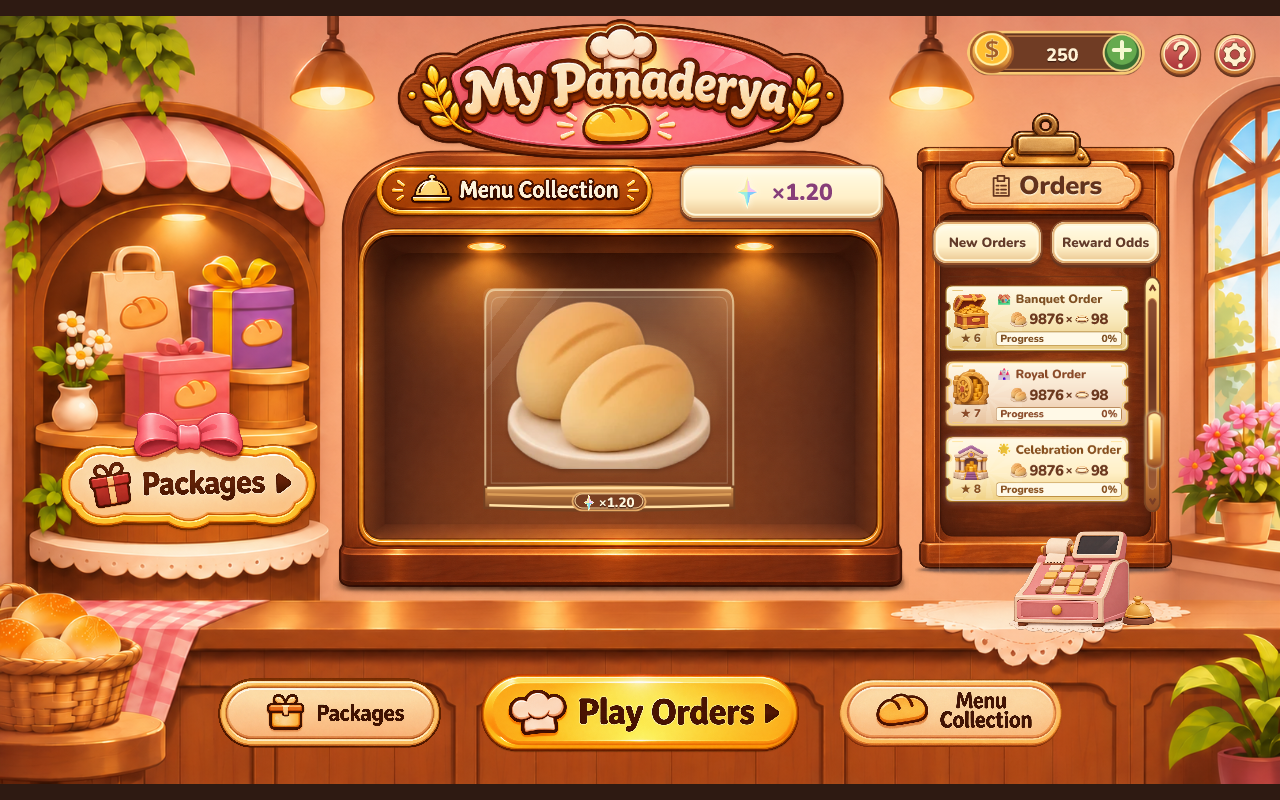 My Panaderya
$ 250 +
?
Menu Collection
×1.20
Orders
New Orders
Reward Odds
Banquet Order
9876× 98
★ 6
Progress 0%
Royal Order
9876× 98
★ 7
Progress 0%
Celebration Order
9876× 98
★ 8
Progress 0%
×1.20
Packages
Packages
Play Orders
Menu
Collection